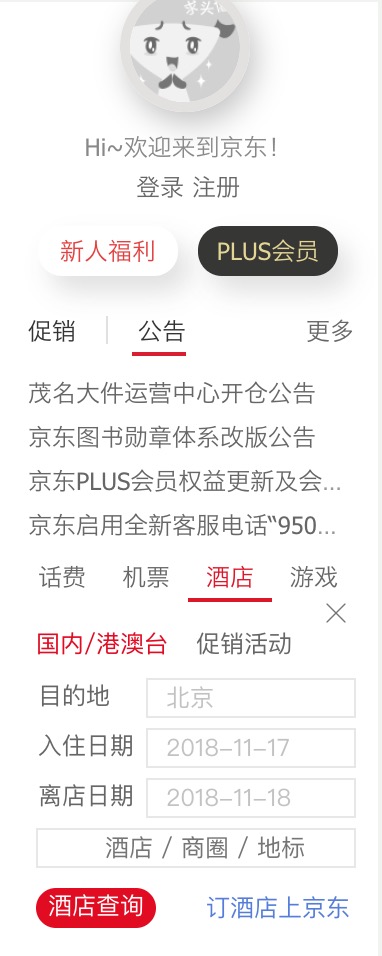 Hi~欢迎来到京东!
登录 注册
新人福利 PLUS会员
促销 公告 更多
茂名大件运营中心开仓公告
京东图书勋章体系改版公告
京东PLUS会员权益更新及会...
京东启用全新客服电话“950...
话费 机票 酒店 游戏
国内/港澳台 促销活动
目的地 北京
入住日期 2018-11-17
离店日期 2018-11-18
酒店 / 商圈 / 地标
酒店查询 订酒店上京东